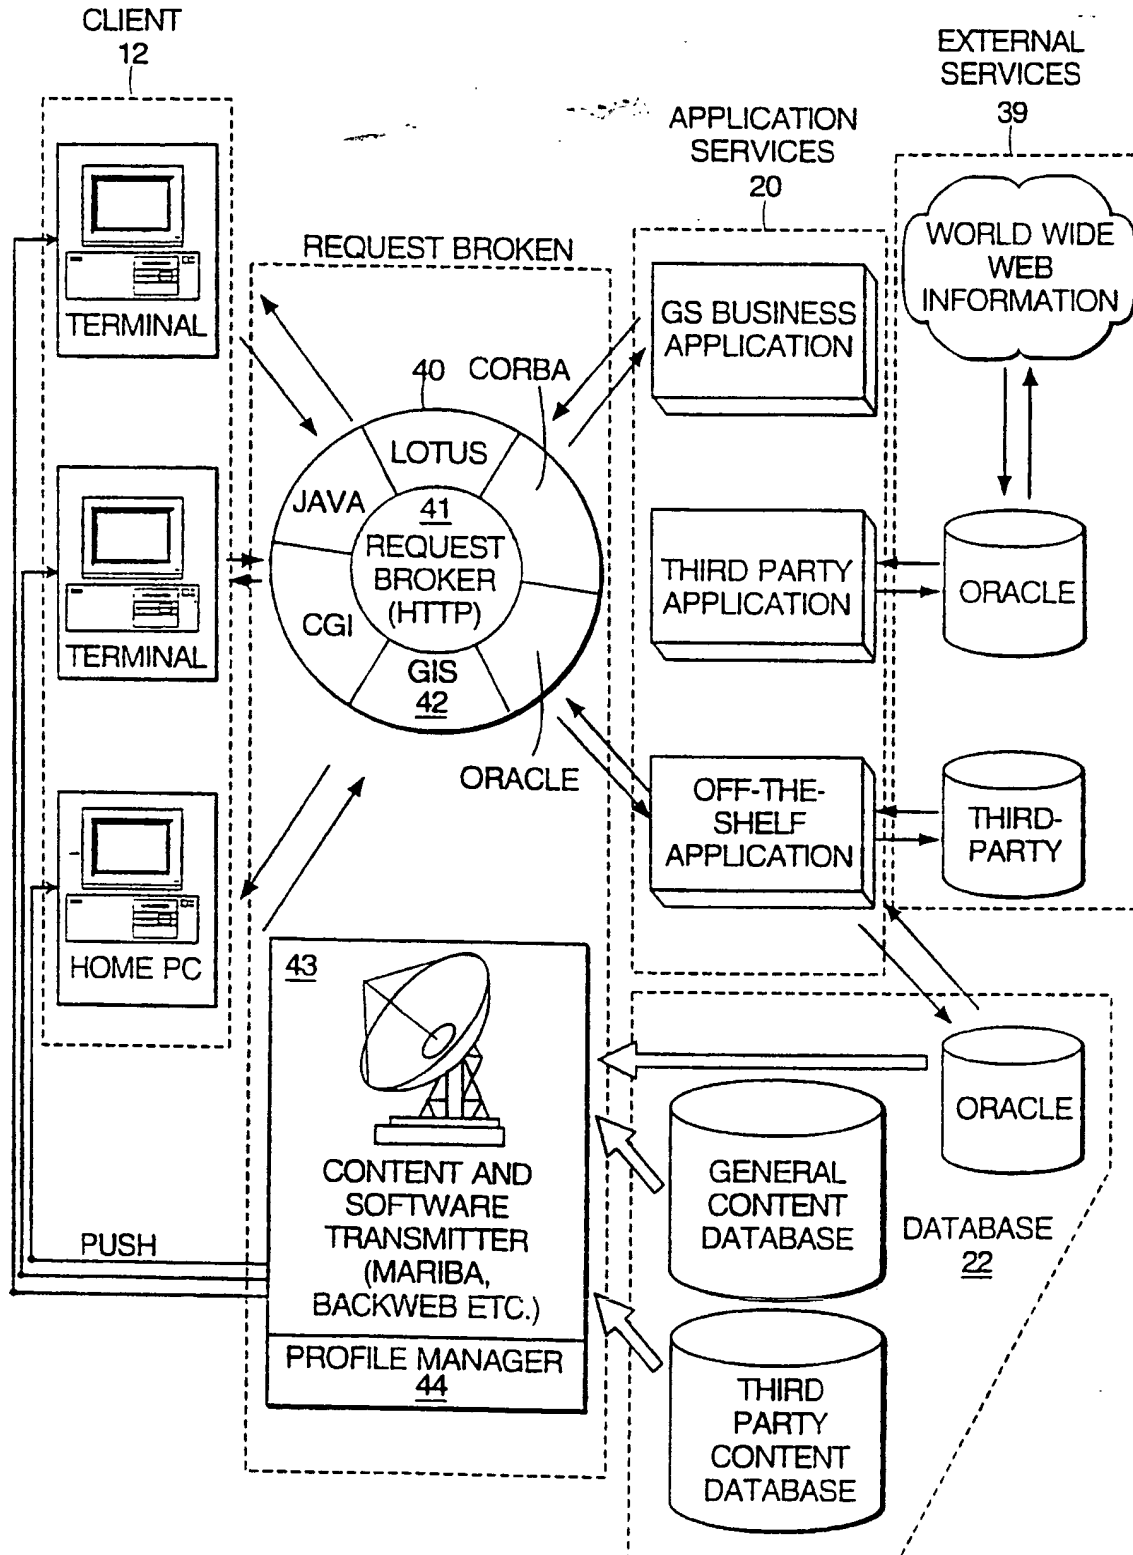 CLIENT
12
EXTERNAL
SERVICES
39
APPLICATION
SERVICES
20
REQUEST BROKEN
TERMINAL
TERMINAL
HOME PC
40
CORBA
LOTUS
JAVA
41
REQUEST
BROKER
(HTTP)
CGI
GIS
42
ORACLE
GS BUSINESS
APPLICATION
THIRD PARTY
APPLICATION
OFF-THE-
SHELF
APPLICATION
WORLD WIDE
WEB
INFORMATION
ORACLE
THIRD-
PARTY
43
CONTENT AND
SOFTWARE
TRANSMITTER
(MARIBA,
BACKWEB ETC.)
PROFILE MANAGER
44
PUSH
ORACLE
GENERAL
CONTENT
DATABASE
DATABASE
22
THIRD
PARTY
CONTENT
DATABASE